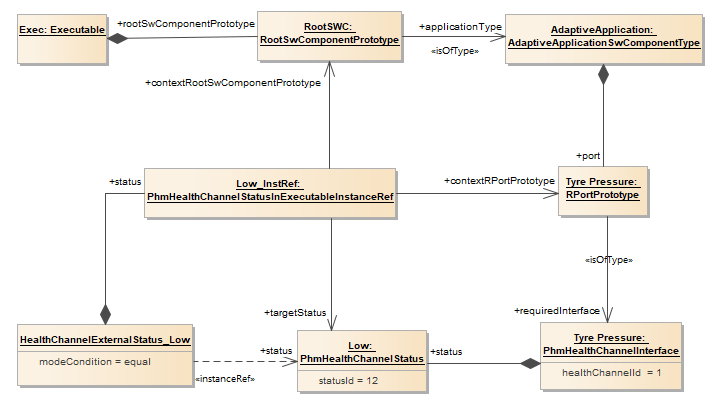 +rootSwComponentPrototype
Exec: Executable
RootSWC:
RootSwComponentPrototype
+applicationType
«isOfType»
AdaptiveApplication:
AdaptiveApplicationSwComponentType
+contextRootSwComponentPrototype
+port
+status
Low_InstRef:
PhmHealthChannelStatusInExecutableInstanceRef
+contextRPortPrototype
Tyre Pressure:
RPortPrototype
«isOfType»
+targetStatus
+requiredInterface
HealthChannelExternalStatus_Low
modeCondition = equal
+status
«instanceRef»
Low:
PhmHealthChannelStatus
statusId = 12
+status
Tyre Pressure:
PhmHealthChannelInterface
healthChannelId = 1